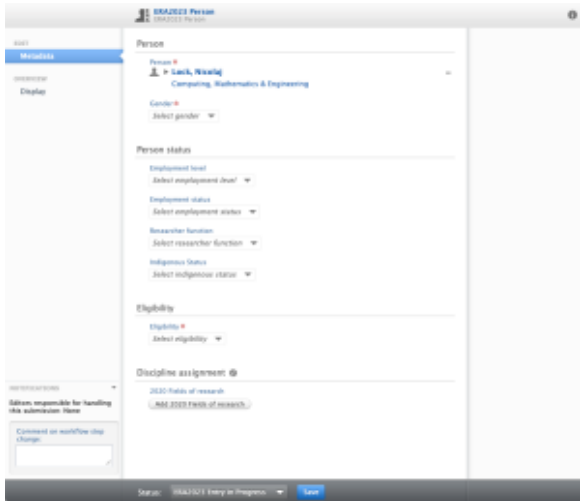 ERA2023 Person
ERA2023 Person
EDIT
Metadata
OVERVIEW
Display
Person
Person *
Computing, Mathematics & Engineering
Gender *
Select gender
Person status
Employment level
Select employment level
Employment status
Select employment status
Researcher function
Select researcher function
Indigenous Status
Select indigenous status
Eligibility
Eligibility *
Select eligibility
Discipline assignment
2020 Fields of research
Add 2020 Fields of research
NOTIFICATIONS
Editors responsible for handling
this submission: None
Comment on workflow step
change:
Status: ERA2023 Entry in Progress
Save